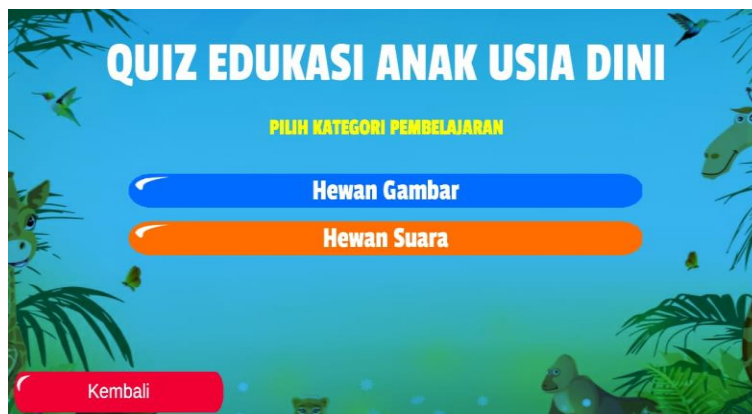 QUIZ EDUKASI ANAK USIA DINI
PILIH KATEGORI PEMBELAJARAN
Hewan Gambar
Hewan Suara
Kembali